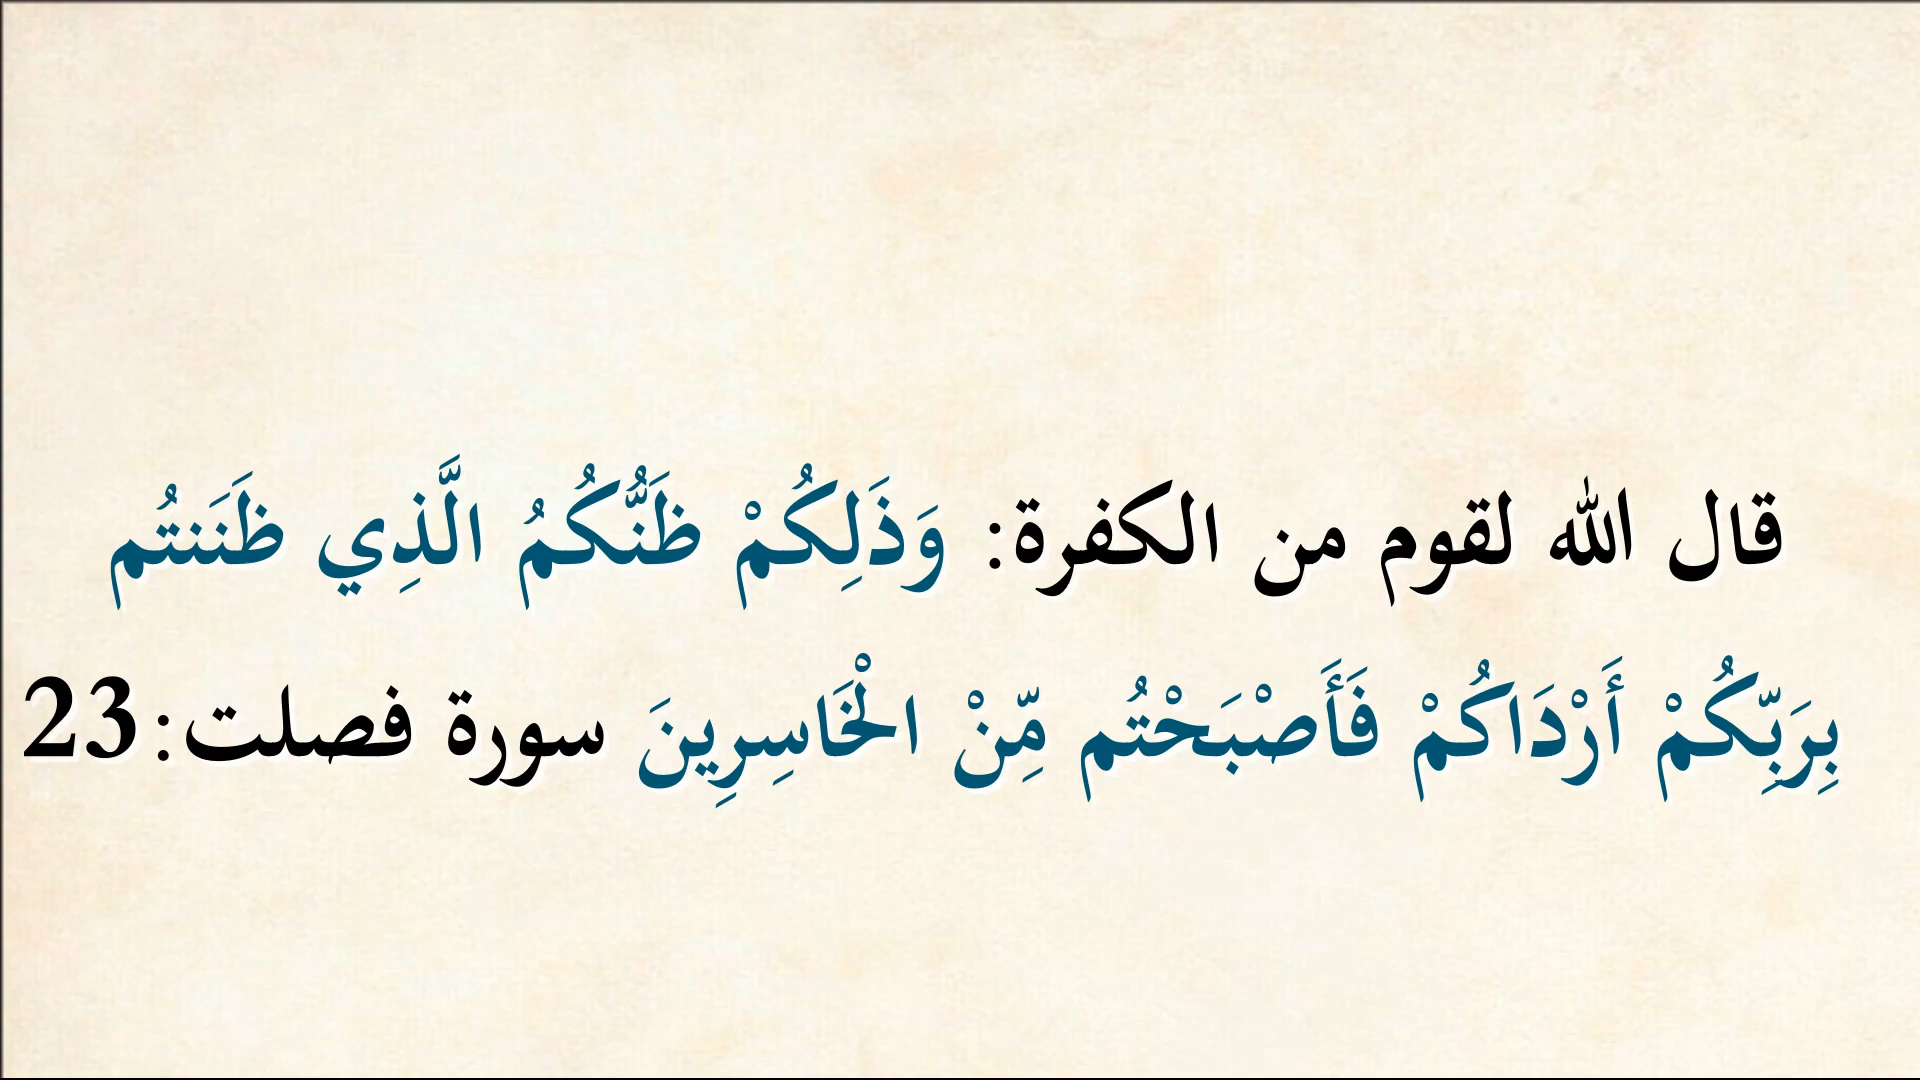 قال الله لقوم من الكفرة: وَذَلِكُمْ ظَنُّكُمُ الَّذِي ظَنَنتُم
بِرَبِّكُمْ أَرْدَاكُمْ فَأَصْبَحْتُم مِّنْ الْخَاسِرِينَ سورة فصلت:23